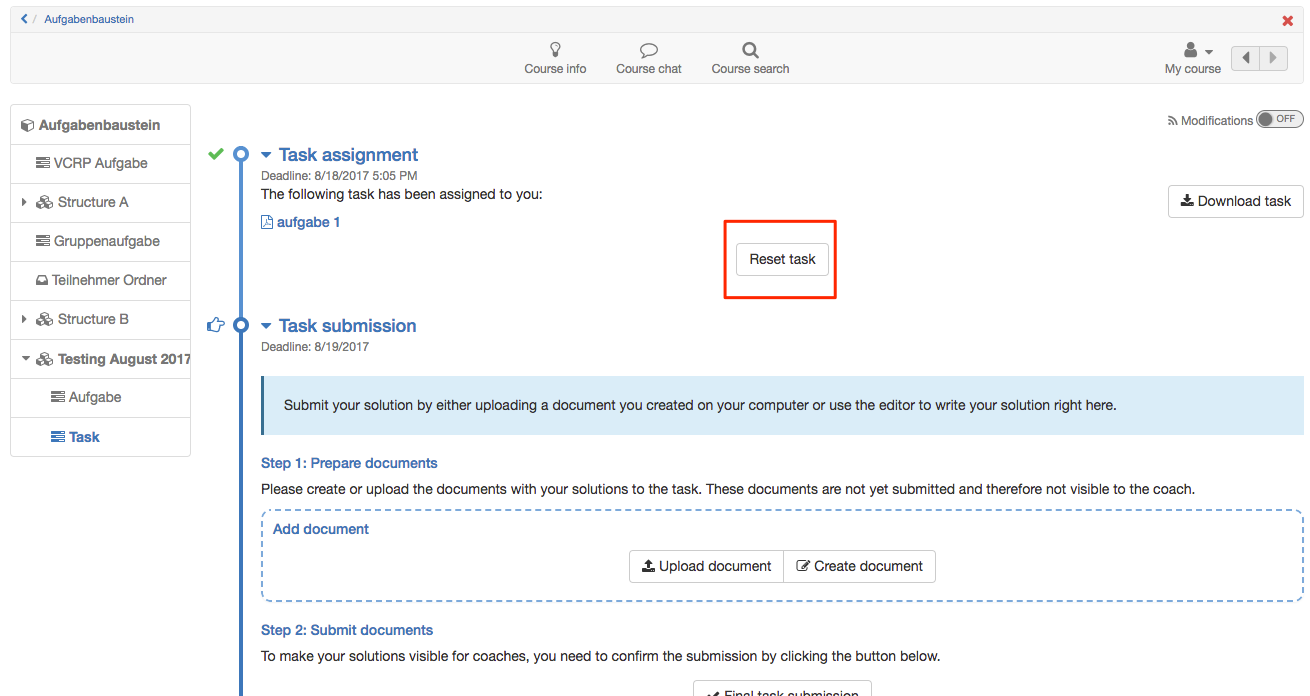 / Aufgabenbaustein
Course info
Course chat
Course search
My course
Aufgabenbaustein
VCRP Aufgabe
Structure A
Gruppenaufgabe
Teilnehmer Ordner
Structure B
Testing August 2017
Aufgabe
Task
Modifications OFF
Task assignment
Deadline: 8/18/2017 5:05 PM
The following task has been assigned to you:
Download task
aufgabe 1
Reset task
Task submission
Deadline: 8/19/2017
Submit your solution by either uploading a document you created on your computer or use the editor to write your solution right here.
Step 1: Prepare documents
Please create or upload the documents with your solutions to the task. These documents are not yet submitted and therefore not visible to the coach.
Add document
Upload document
Create document
Step 2: Submit documents
To make your solutions visible for coaches, you need to confirm the submission by clicking the button below.
Final task submission